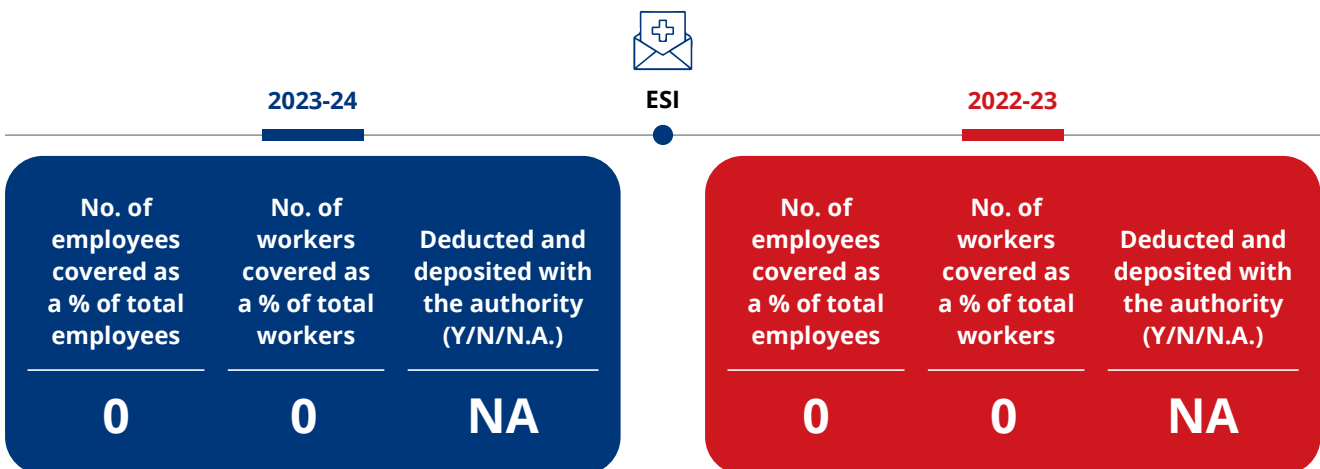 ESI
2023-24
No. of
employees
covered as
a % of total
employees
0
No. of
workers
covered as
a % of total
workers
0
Deducted and
deposited with
the authority
(Y/N/N.A.)
NA
2022-23
No. of
employees
covered as
a % of total
employees
0
No. of
workers
covered as
a % of total
workers
0
Deducted and
deposited with
the authority
(Y/N/N.A.)
NA